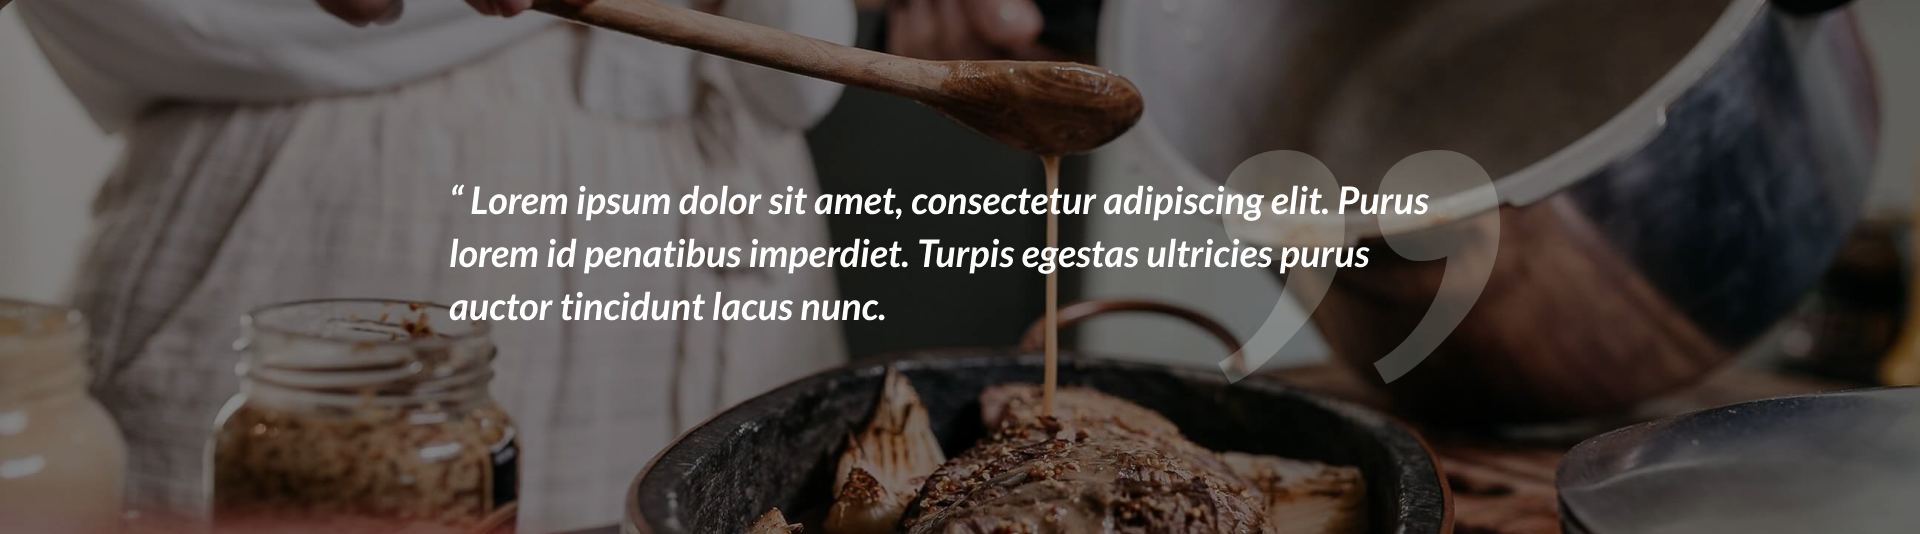 “ Lorem ipsum dolor sit amet, consectetur adipiscing elit. Purus
lorem id penatibus imperdiet. Turpis egestas ultricies purus
auctor tincidunt lacus nunc.
”